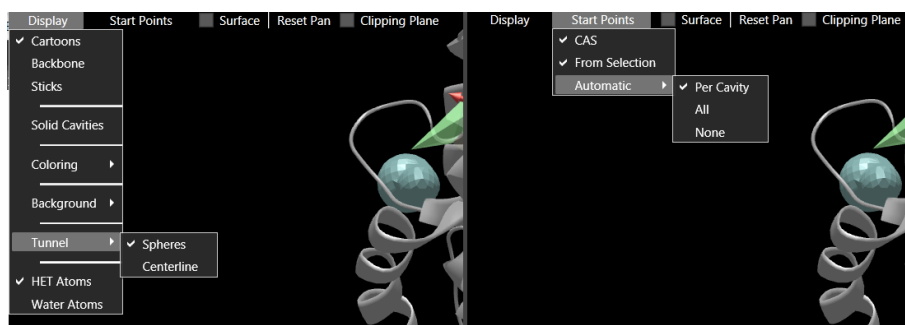 Display Start Points Surface Reset Pan Clipping Plane
Cartoons
Backbone
Sticks
Solid Cavities
Coloring
Background
Tunnel
Spheres
Centerline
HET Atoms
Water Atoms
Display Start Points Surface Reset Pan Clipping Plane
CAS
From Selection
Automatic
Per Cavity
All
None